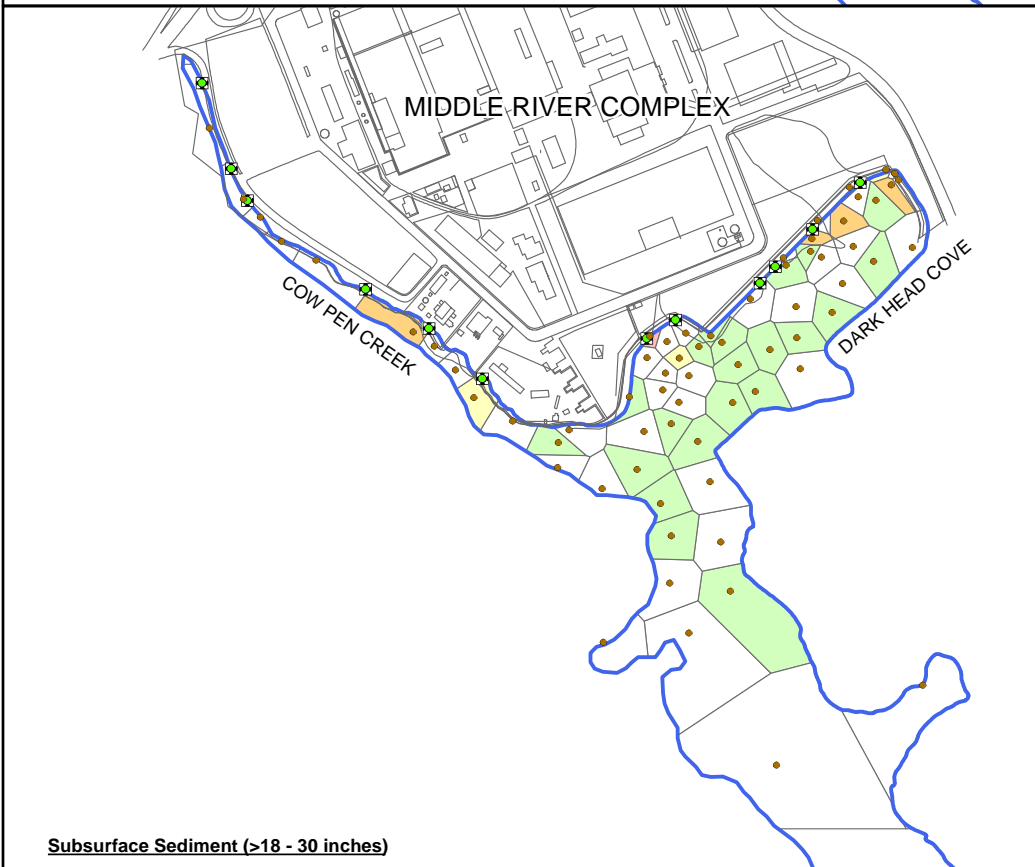 MIDDLE RIVER COMPLEX
COW PEN CREEK
DARK HEAD COVE
Subsurface Sediment (>18 - 30 inches)